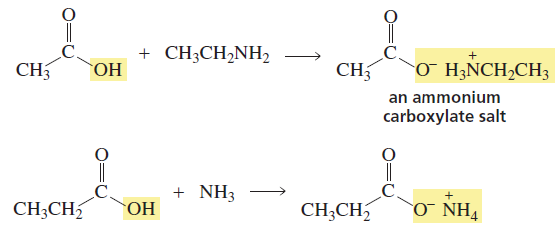 O O
CH₃ C OH + CH₃CH₂NH₂ ⟶ CH₃ C O⁻ H₃N⁺CH₂CH₃
an ammonium
carboxylate salt
O O
CH₃CH₂ C OH + NH₃ ⟶ CH₃CH₂ C O⁻ N⁺H₄